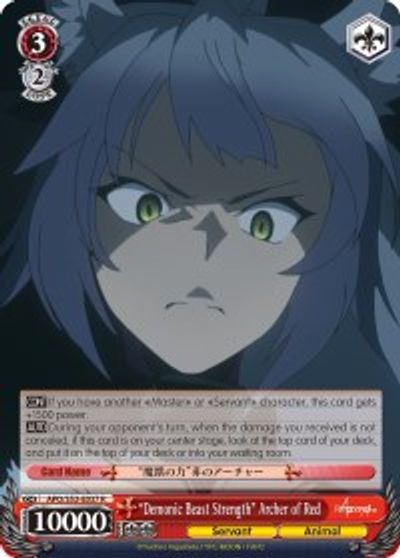 LEVEL
3
2
COST
CONT If you have another «Master» or «Servant» character, this card gets
+1500 power.
AUTO During your opponent's turn, when the damage you received is not
canceled, if this card is on your center stage, look at the top card of your deck, and
put it on the top of your deck or into your waiting room.
Card Name "魔獣の力"赤のアーチャー
10000 "Demonic Beast Strength" Archer of Red
Servant Animal